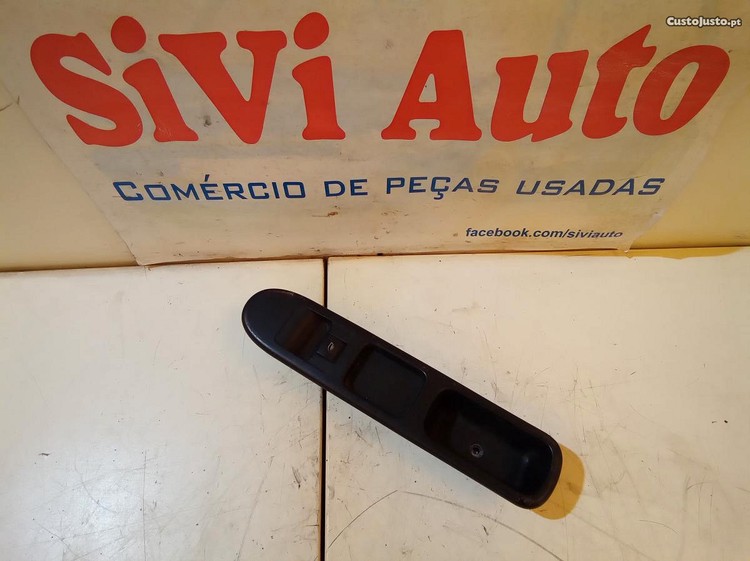 CustoJusto.pt
SiVi Auto
COMÉRCIO DE PEÇAS USADAS
facebook.com/siviauto